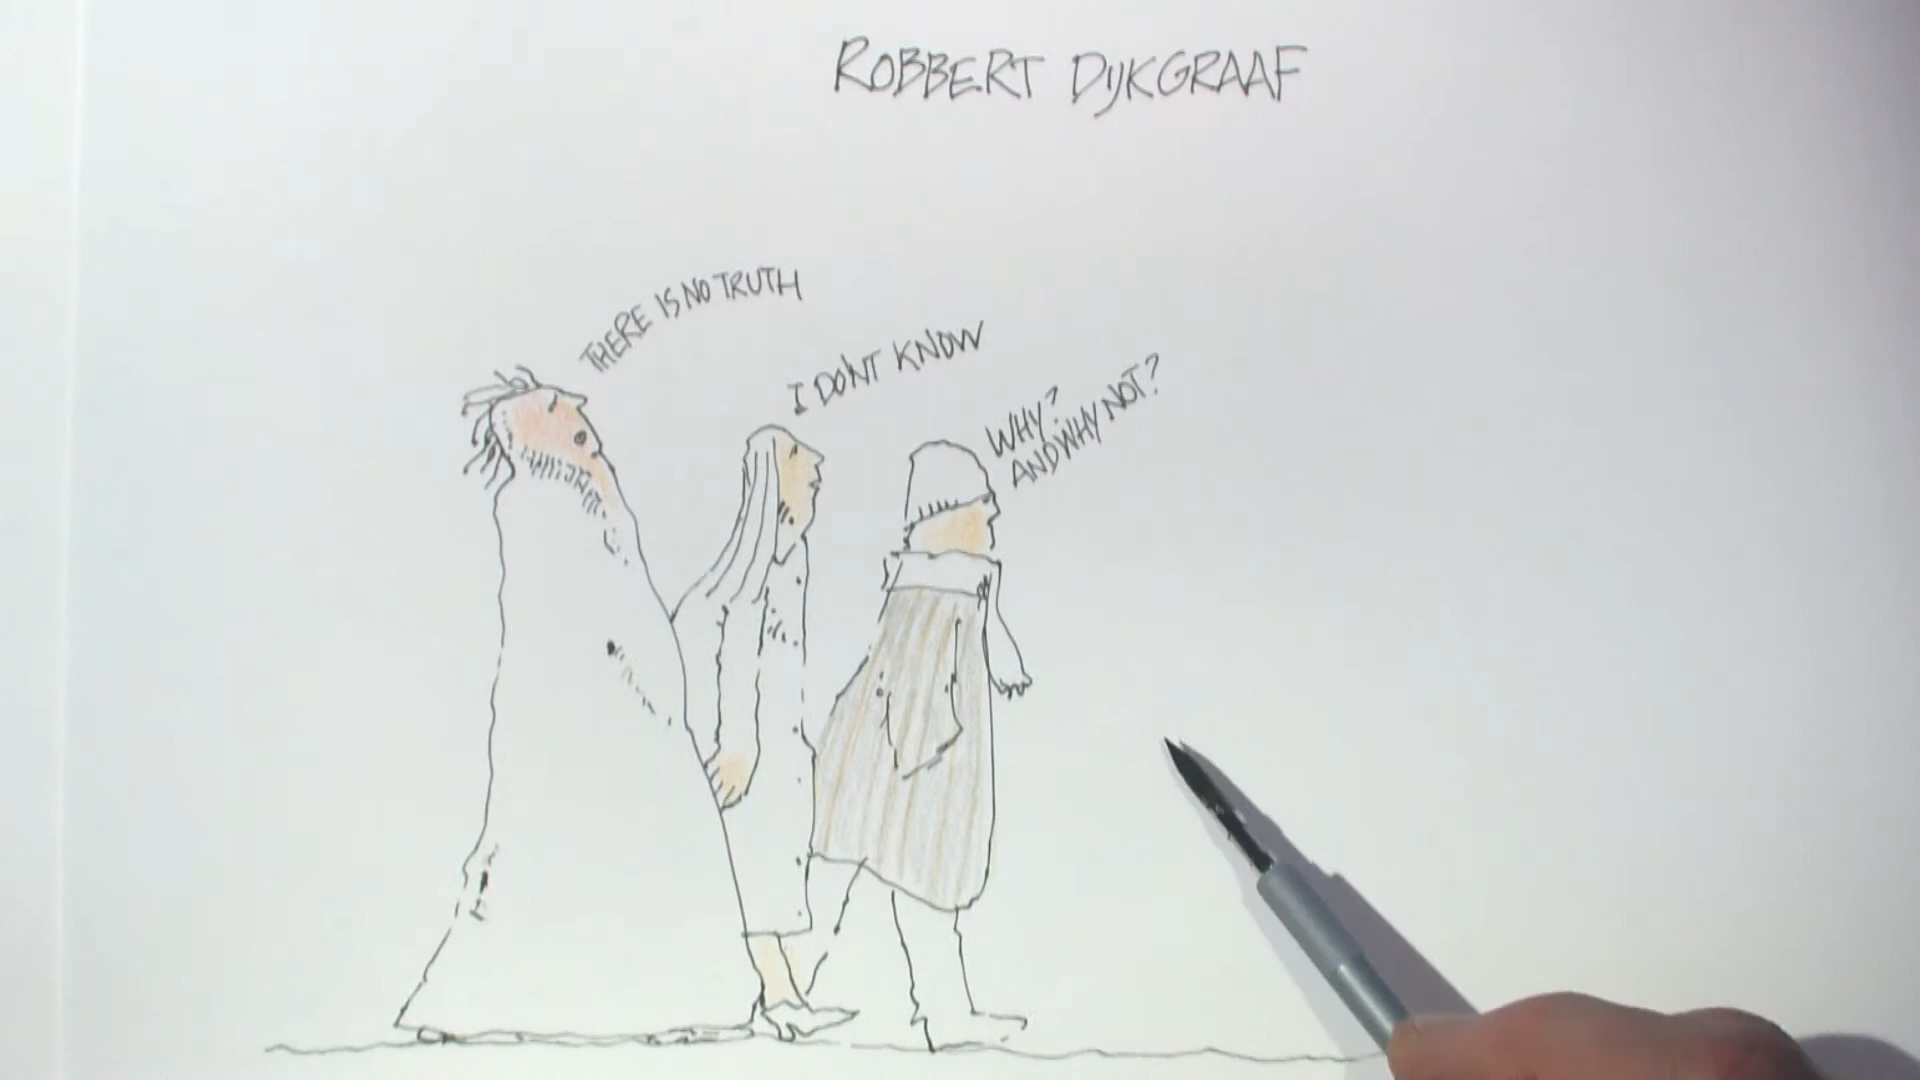 ROBBERT DIJKGRAAF
THERE IS NO TRUTH
I DON'T KNOW
WHY?
AND WHY NOT?